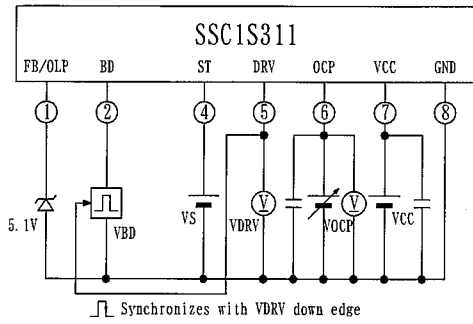 SSC1S311
FB/OLP BD ST DRV OCP VCC GND
1 2 4 5 6 7 8
5.1V
VBD
VS
VDRV
V
VOCP
V
VCC
Synchronizes with VDRV down edge